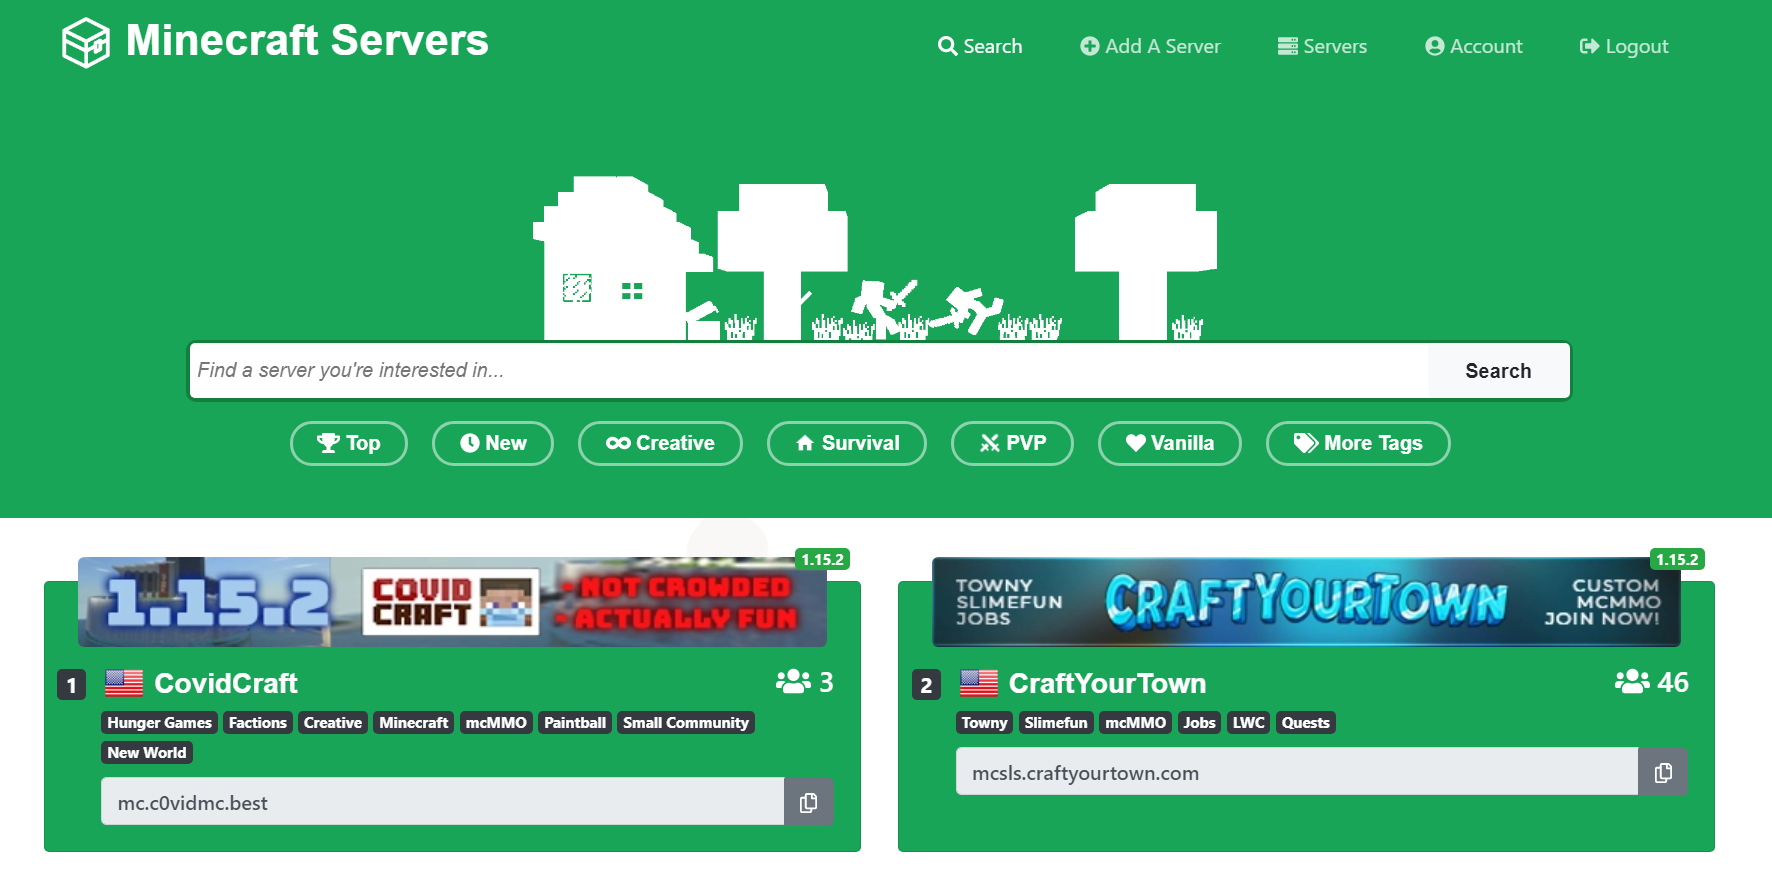 Minecraft Servers
Search
Add A Server
Servers
Account
Logout
Find a server you're interested in...
Search
Top
New
Creative
Survival
PVP
Vanilla
More Tags
1.15.2
1.15.2
COVID
CRAFT
- NOT CROWDED
- ACTUALLY FUN
1
CovidCraft
3
Hunger Games
Factions
Creative
Minecraft
mcMMO
Paintball
Small Community
New World
mc.c0vidmc.best
1.15.2
TOWNY
SLIMEFUN
JOBS
CRAFTYOURTOWN
CUSTOM
MCMMO
JOIN NOW!
2
CraftYourTown
46
Towny
Slimefun
mcMMO
Jobs
LWC
Quests
mcsls.craftyourtown.com